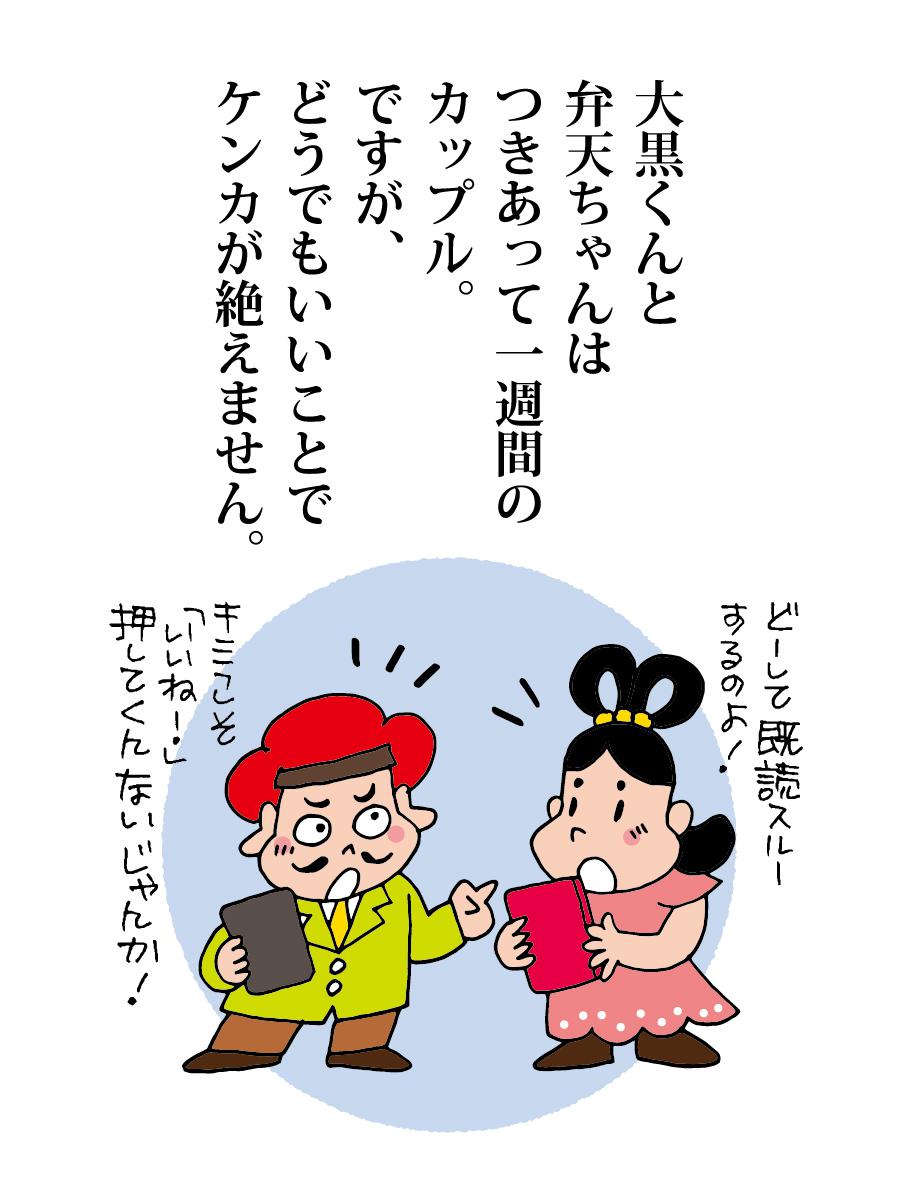 大黒くんと
弁天ちゃんは
つきあって一週間の
カップル。
ですが、
どうでもいいことで
ケンカが絶えません。
どーして既読スルー
するのよ！
キミこそ
「いいねー！」
押してくんないじゃんか！